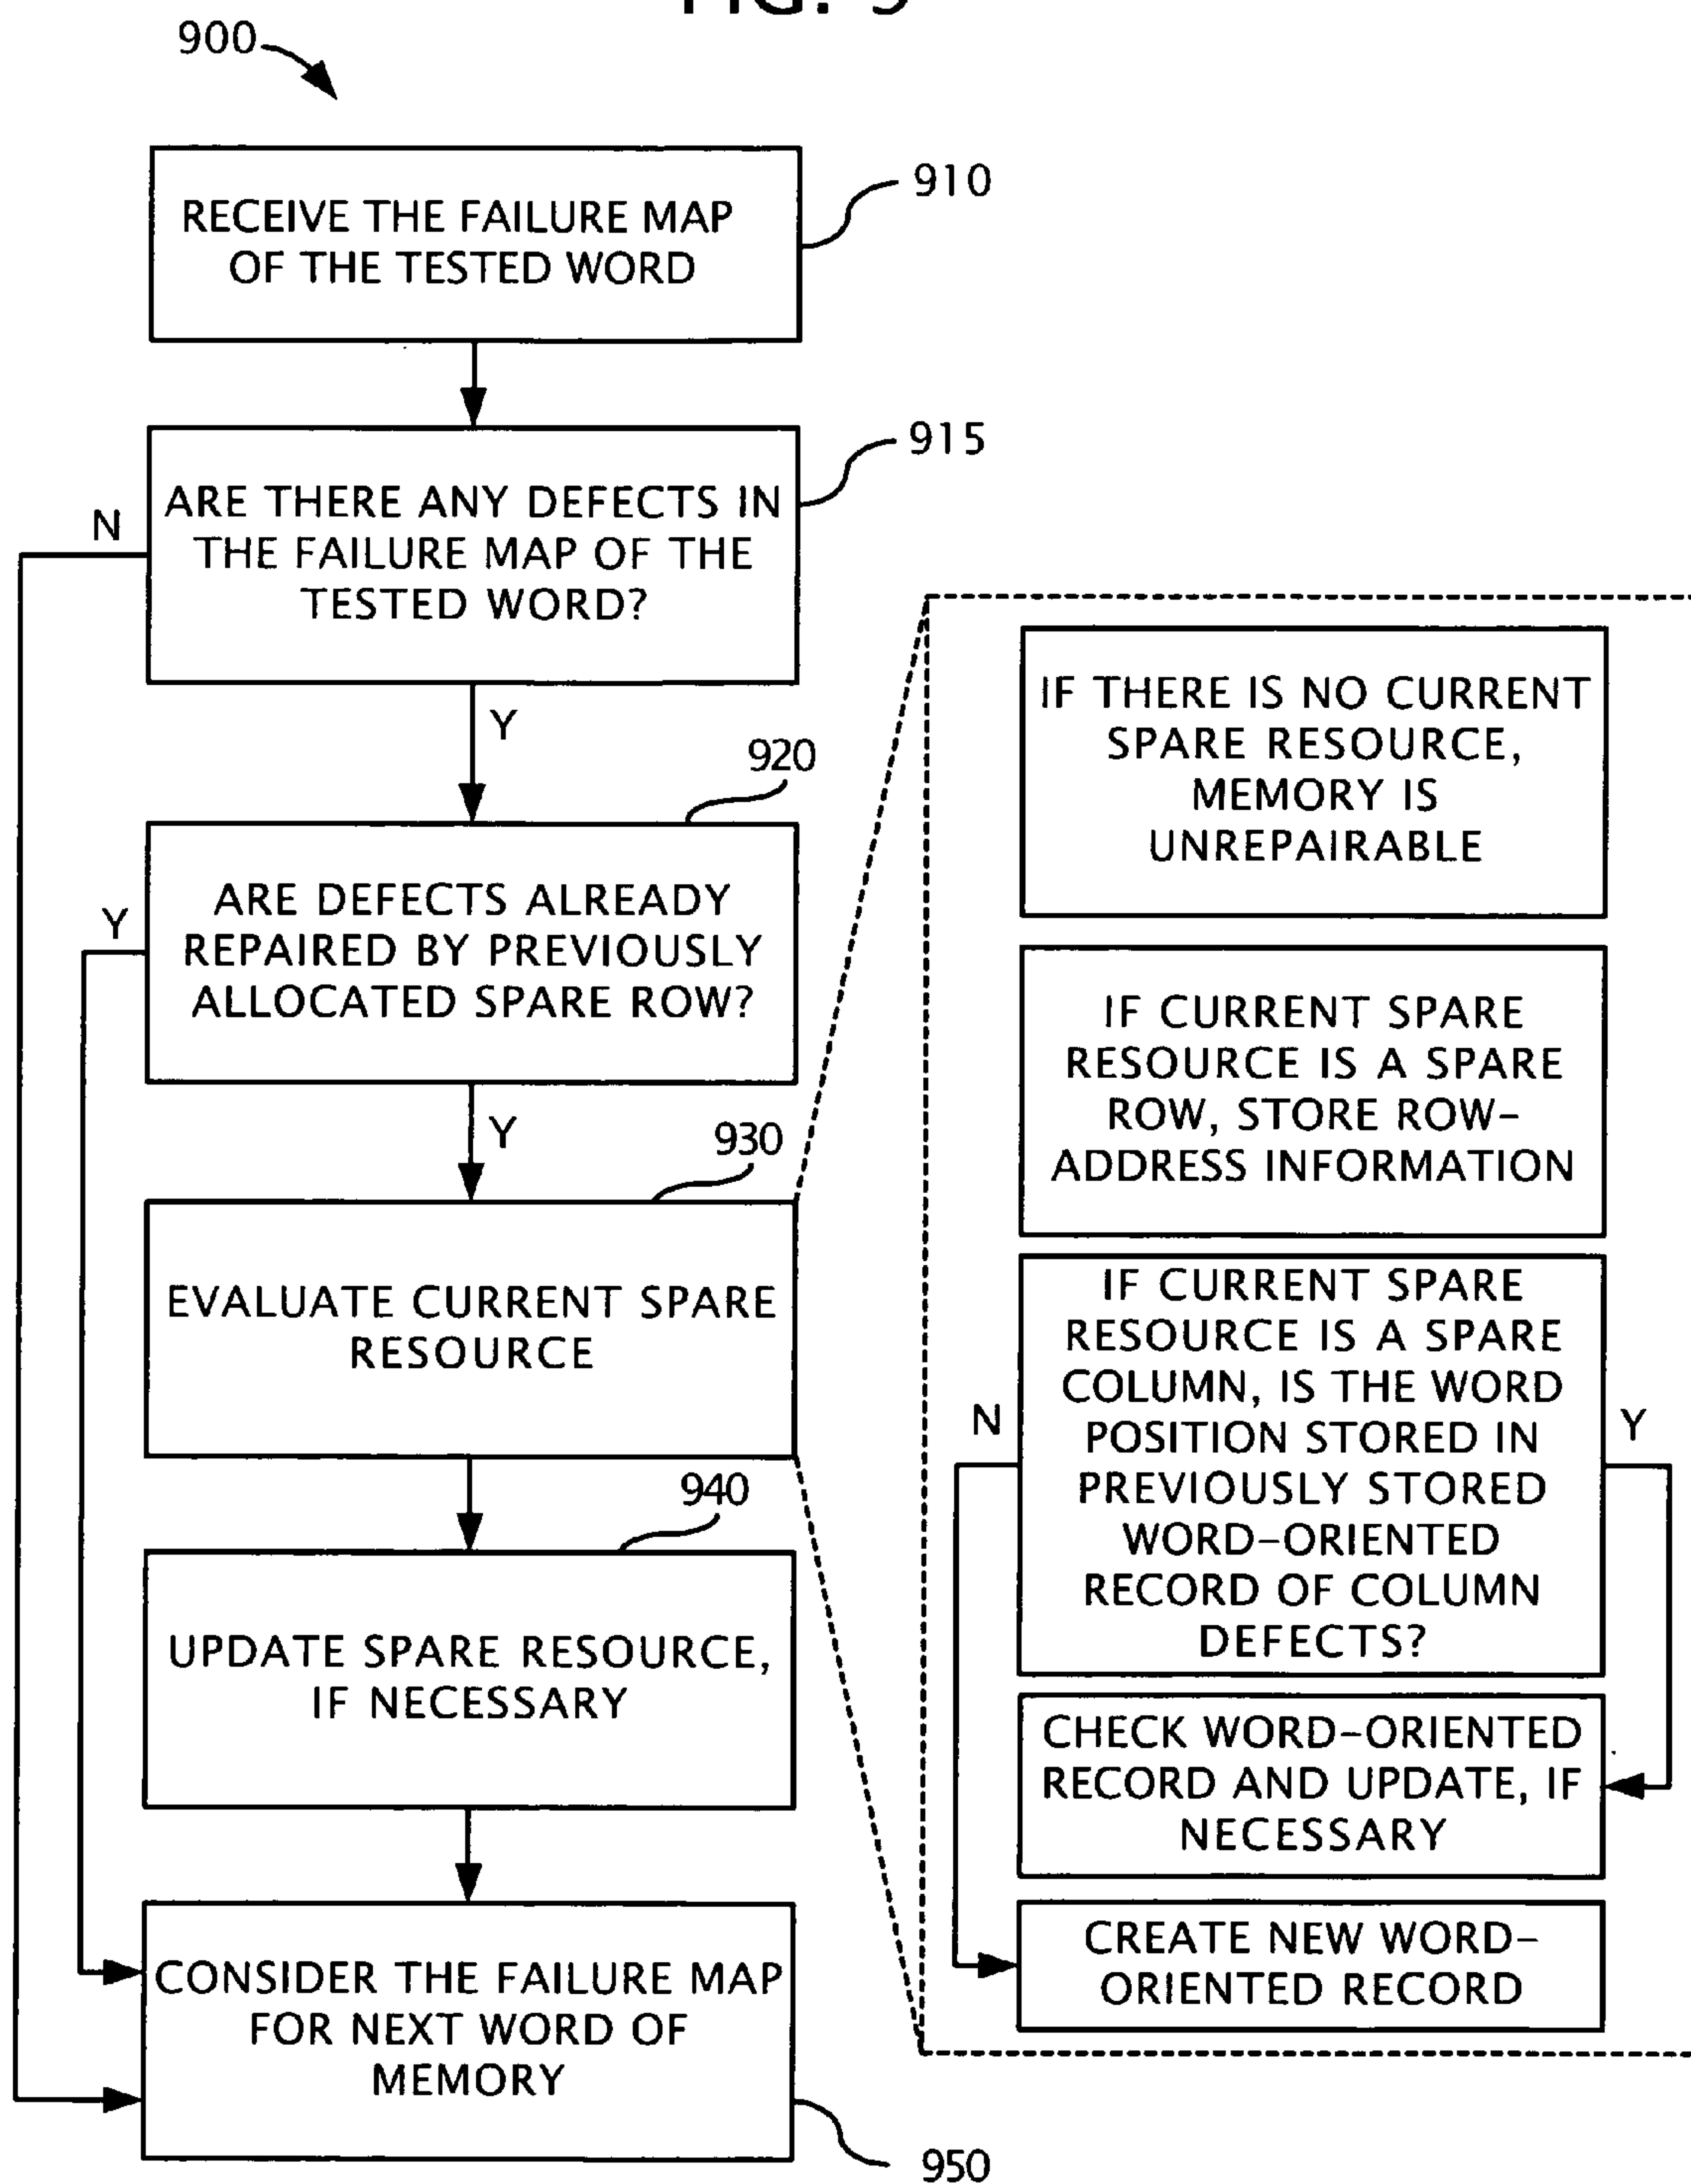 FIG. 9
900
RECEIVE THE FAILURE MAP
OF THE TESTED WORD
910
ARE THERE ANY DEFECTS IN
THE FAILURE MAP OF THE
TESTED WORD?
915
N
Y
920
ARE DEFECTS ALREADY
REPAIRED BY PREVIOUSLY
ALLOCATED SPARE ROW?
Y
Y
930
EVALUATE CURRENT SPARE
RESOURCE
940
UPDATE SPARE RESOURCE,
IF NECESSARY
CONSIDER THE FAILURE MAP
FOR NEXT WORD OF
MEMORY
950
IF THERE IS NO CURRENT
SPARE RESOURCE,
MEMORY IS
UNREPAIRABLE
IF CURRENT SPARE
RESOURCE IS A SPARE
ROW, STORE ROW-
ADDRESS INFORMATION
IF CURRENT SPARE
RESOURCE IS A SPARE
COLUMN, IS THE WORD
POSITION STORED IN
PREVIOUSLY STORED
WORD-ORIENTED
RECORD OF COLUMN
DEFECTS?
N
Y
CHECK WORD-ORIENTED
RECORD AND UPDATE, IF
NECESSARY
CREATE NEW WORD-
ORIENTED RECORD